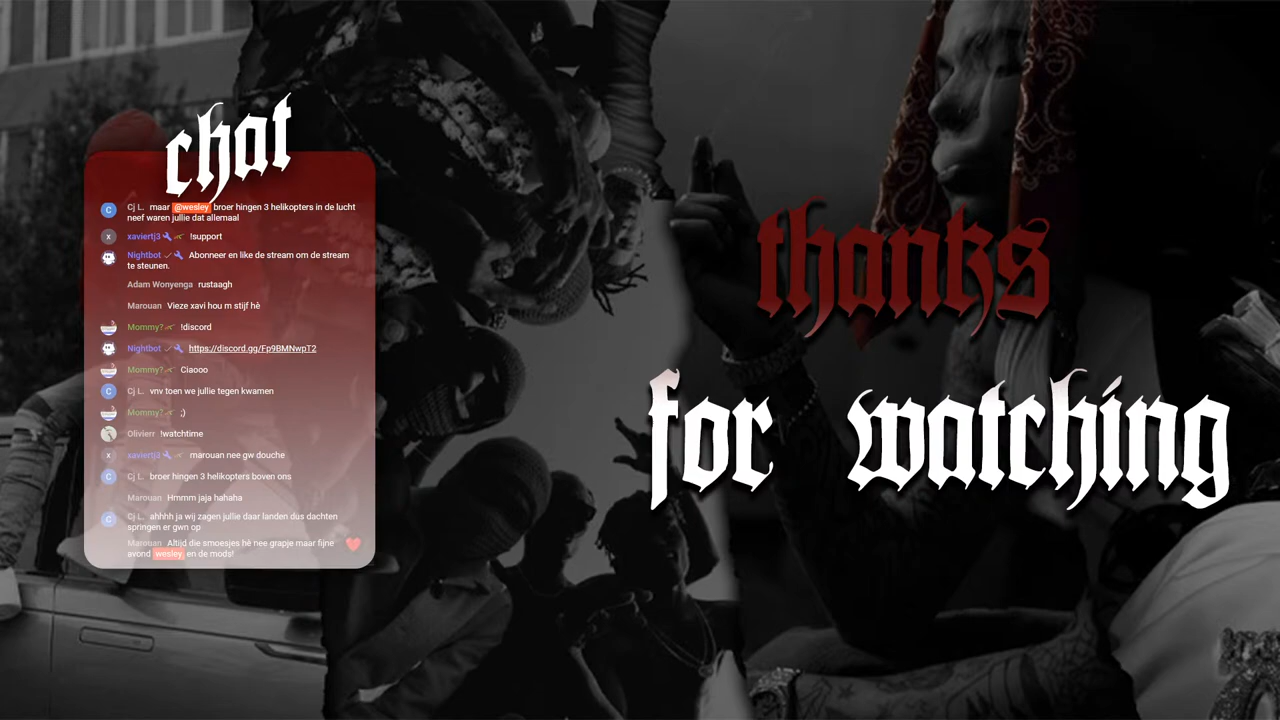 chat
Cj L. maar @wesley broer hingen 3 helikopters in de lucht
neef waren jullie dat allemaal
xaviertj3 !support
Nightbot Abonneer en like de stream om de stream
te steunen.
Adam Wonyenga rustaagh
Marouan Vieze xavi hou m stijf hè
Mommy? !discord
Nightbot https://discord.gg/Fp9BMNwpT2
Mommy? Ciaooo
Cj L. vnv toen we jullie tegen kwamen
Mommy? ;)
Olivierr !watchtime
xaviertj3 marouan nee gw douche
Cj L. broer hingen 3 helikopters boven ons
Marouan Hmmm jaja hahaha
Cj L. ahhhh ja wij zagen jullie daar landen dus dachten
springen er gwn op
Marouan Altijd die smoesjes hè nee grapje maar fijne
avond wesley en de mods!
thanks
for watching